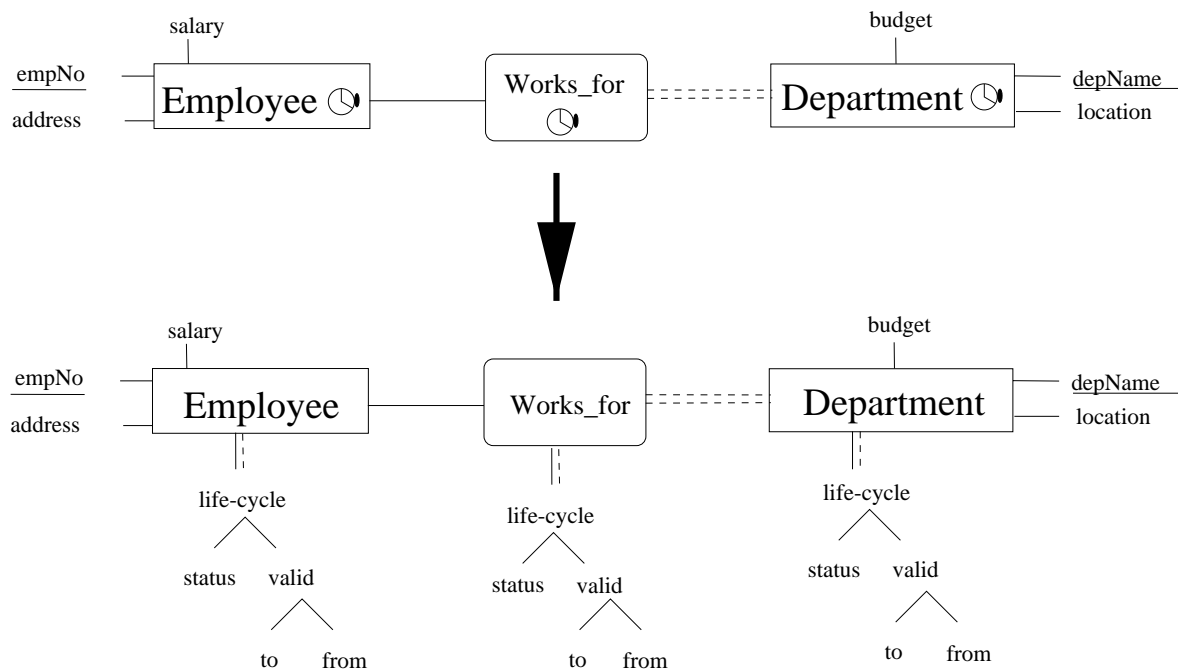 salary
budget
empNo
Employee
Works_for
Department
depName
address
location
salary
budget
empNo
Employee
Works_for
Department
depName
address
location
life-cycle
life-cycle
life-cycle
status valid
status valid
status valid
to from
to from
to from